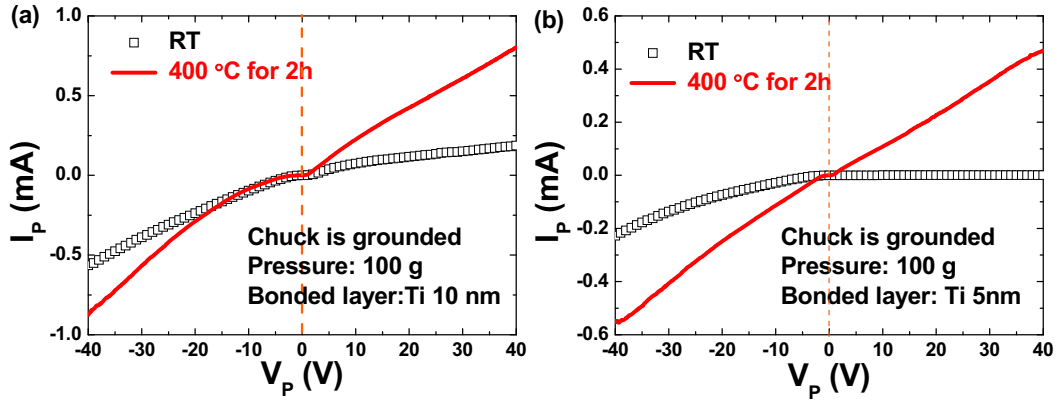 (a)
1.0
0.5
0.0
-0.5
-1.0
I_P (mA)
RT
400 °C for 2h
Chuck is grounded
Pressure: 100 g
Bonded layer:Ti 10 nm
-40 -30 -20 -10 0 10 20 30 40
V_P (V)
(b)
0.6
0.4
0.2
0.0
-0.2
-0.4
-0.6
I_P (mA)
RT
400 °C for 2h
Chuck is grounded
Pressure: 100 g
Bonded layer: Ti 5nm
-40 -30 -20 -10 0 10 20 30 40
V_P (V)